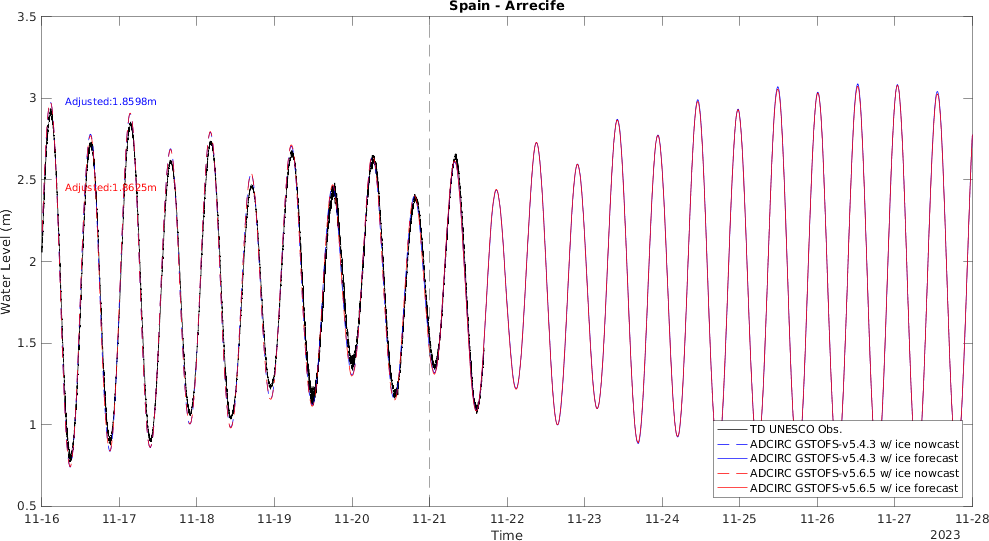 Spain - Arrecife
3.5
3
2.5
2
1.5
1
0.5
Water Level (m)
Adjusted:1.8598m
Adjusted:1.8625m
TD UNESCO Obs.
ADCIRC GSTOFS-v5.4.3 w/ ice nowcast
ADCIRC GSTOFS-v5.4.3 w/ ice forecast
ADCIRC GSTOFS-v5.6.5 w/ ice nowcast
ADCIRC GSTOFS-v5.6.5 w/ ice forecast
11-16 11-17 11-18 11-19 11-20 11-21 11-22 11-23 11-24 11-25 11-26 11-27 11-28
Time
2023